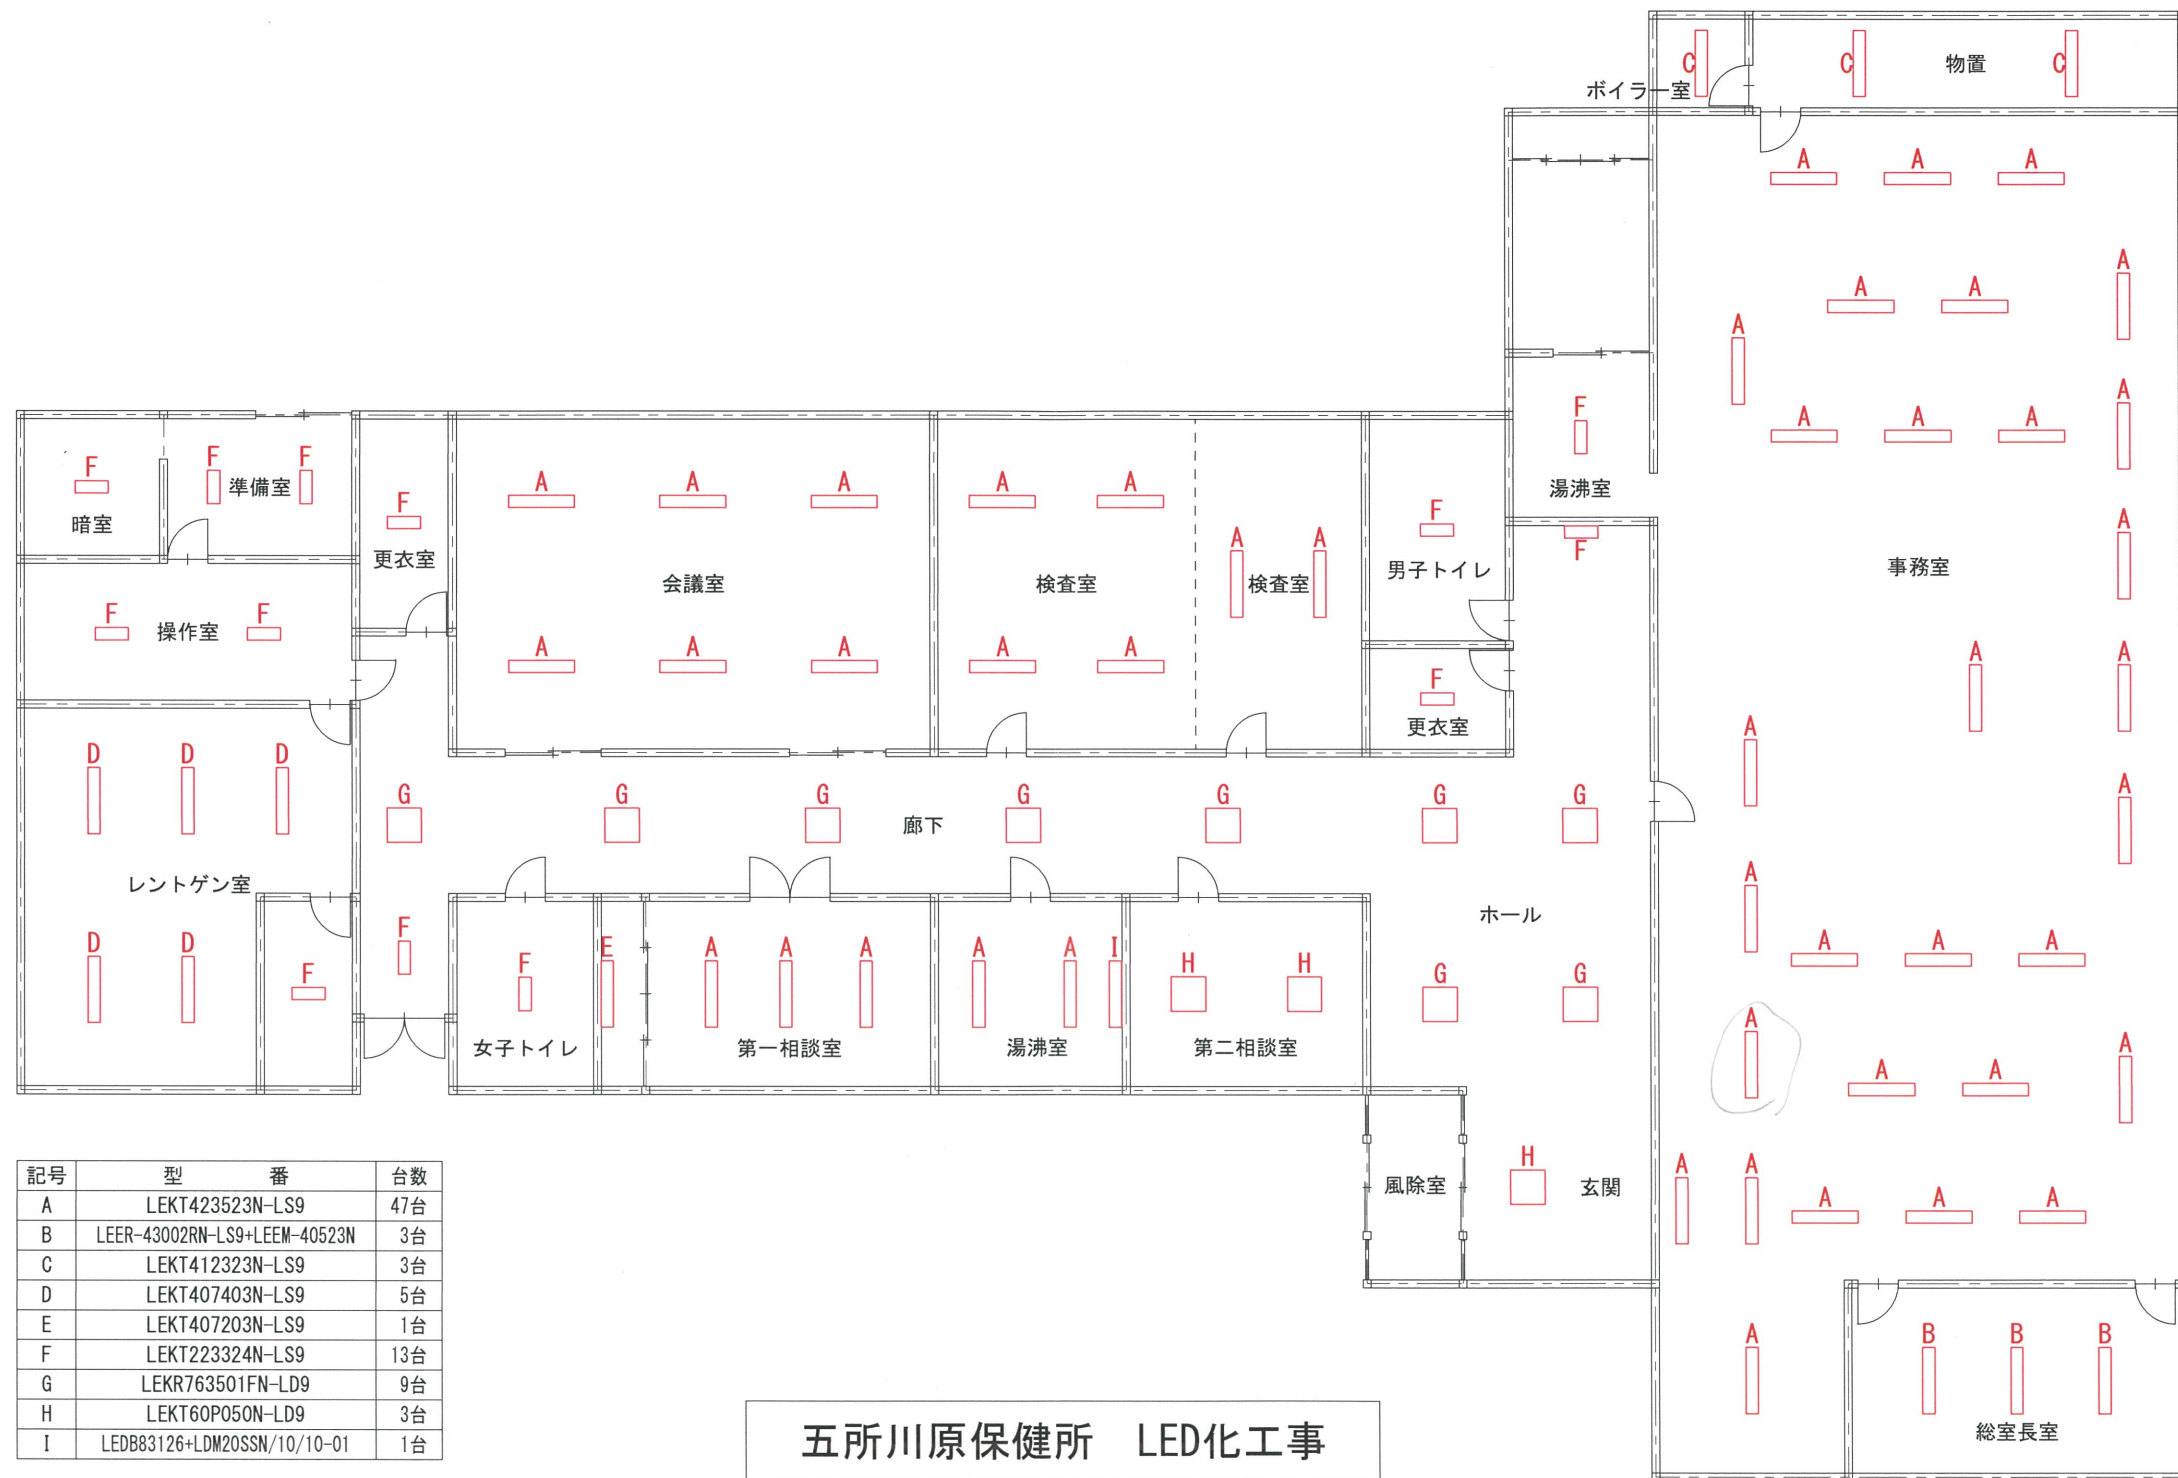 C
C
物置
C
ボイラー室
A A A
A
A A
A
A
A A A
F
湯沸室
A
F
F F
準備室
暗室
F
更衣室
A A A
会議室
A A A
A A
検査室
A A
A A
検査室
F
男子トイレ
F
事務室
F F
操作室
F
更衣室
A
A
A
A
A
D D D
レントゲン室
D D
F
G G G G G G G
廊下
ホール
F
F
女子トイレ
E
A A A
第一相談室
A A I
湯沸室
H H
第二相談室
G G
A
A A A
A
A A
A
A A
A A A
風除室
H
玄関
A
B B B
総室長室
記号 型番 台数
A LEKT423523N-LS9 47台
B LEER-43002RN-LS9+LEEM-40523N 3台
C LEKT412323N-LS9 3台
D LEKT407403N-LS9 5台
E LEKT407203N-LS9 1台
F LEKT223324N-LS9 13台
G LEKR763501FN-LD9 9台
H LEKT60P050N-LD9 3台
I LEDB83126+LDM20SSN/10/10-01 1台
五所川原保健所 LED化工事